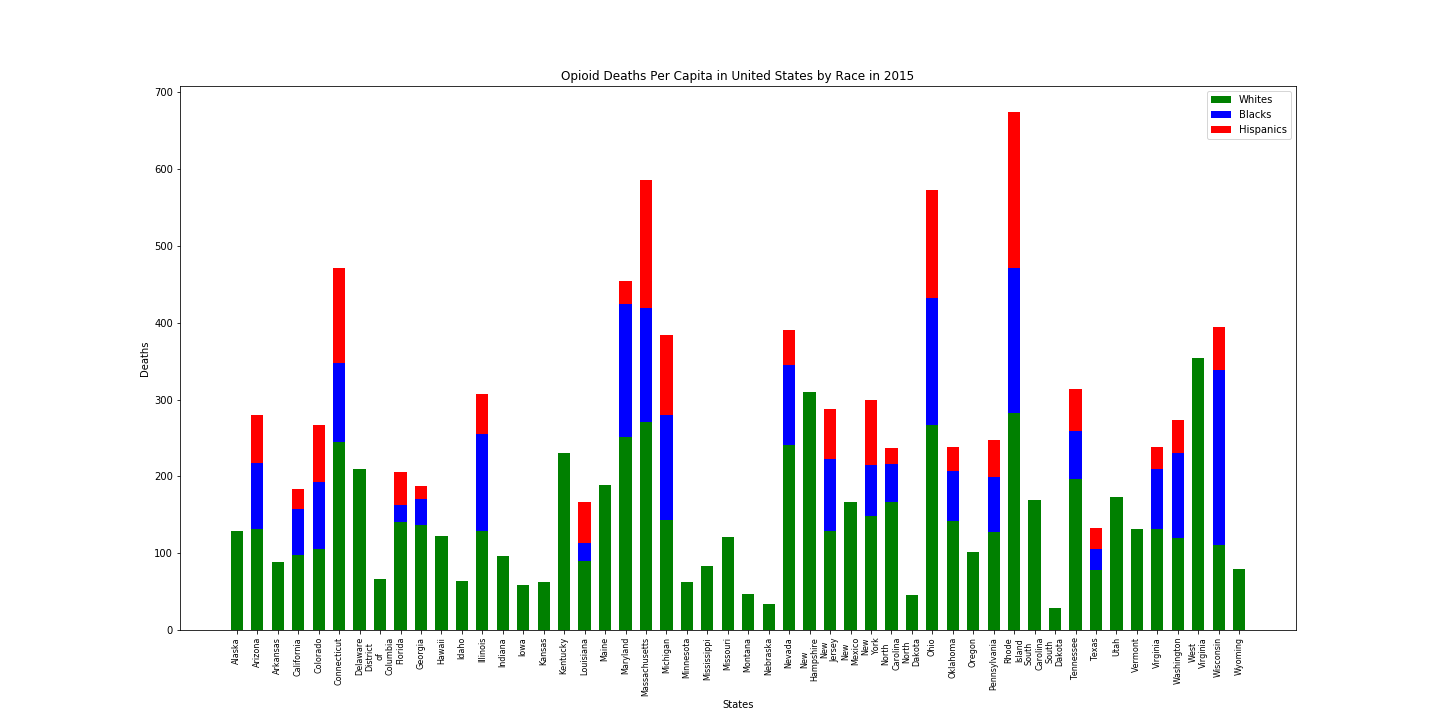 Opioid Deaths Per Capita in United States by Race in 2015
Whites
Blacks
Hispanics
Deaths
700
600
500
400
300
200
100
0
Alaska
Arizona
Arkansas
California
Colorado
Connecticut
Delaware
District
of
Columbia
Florida
Georgia
Hawaii
Idaho
Illinois
Indiana
Iowa
Kansas
Kentucky
Louisiana
Maine
Maryland
Massachusetts
Michigan
Minnesota
Mississippi
Missouri
Montana
Nebraska
Nevada
New
Hampshire
New
Jersey
New
Mexico
New
York
North
Carolina
North
Dakota
Ohio
Oklahoma
Oregon
Pennsylvania
Rhode
Island
South
Carolina
South
Dakota
Tennessee
Texas
Utah
Vermont
Virginia
Washington
West
Virginia
Wisconsin
Wyoming
States